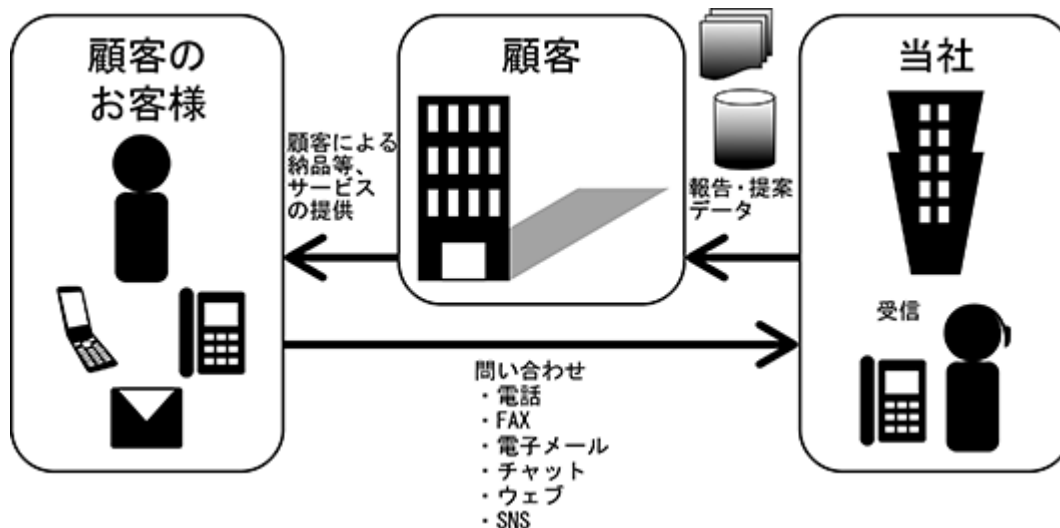 顧客の
お客様
顧客による
納品等、
サービス
の提供
顧客
報告・提案
データ
当社
受信
問い合わせ
・電話
・FAX
・電子メール
・チャット
・ウェブ
・SNS